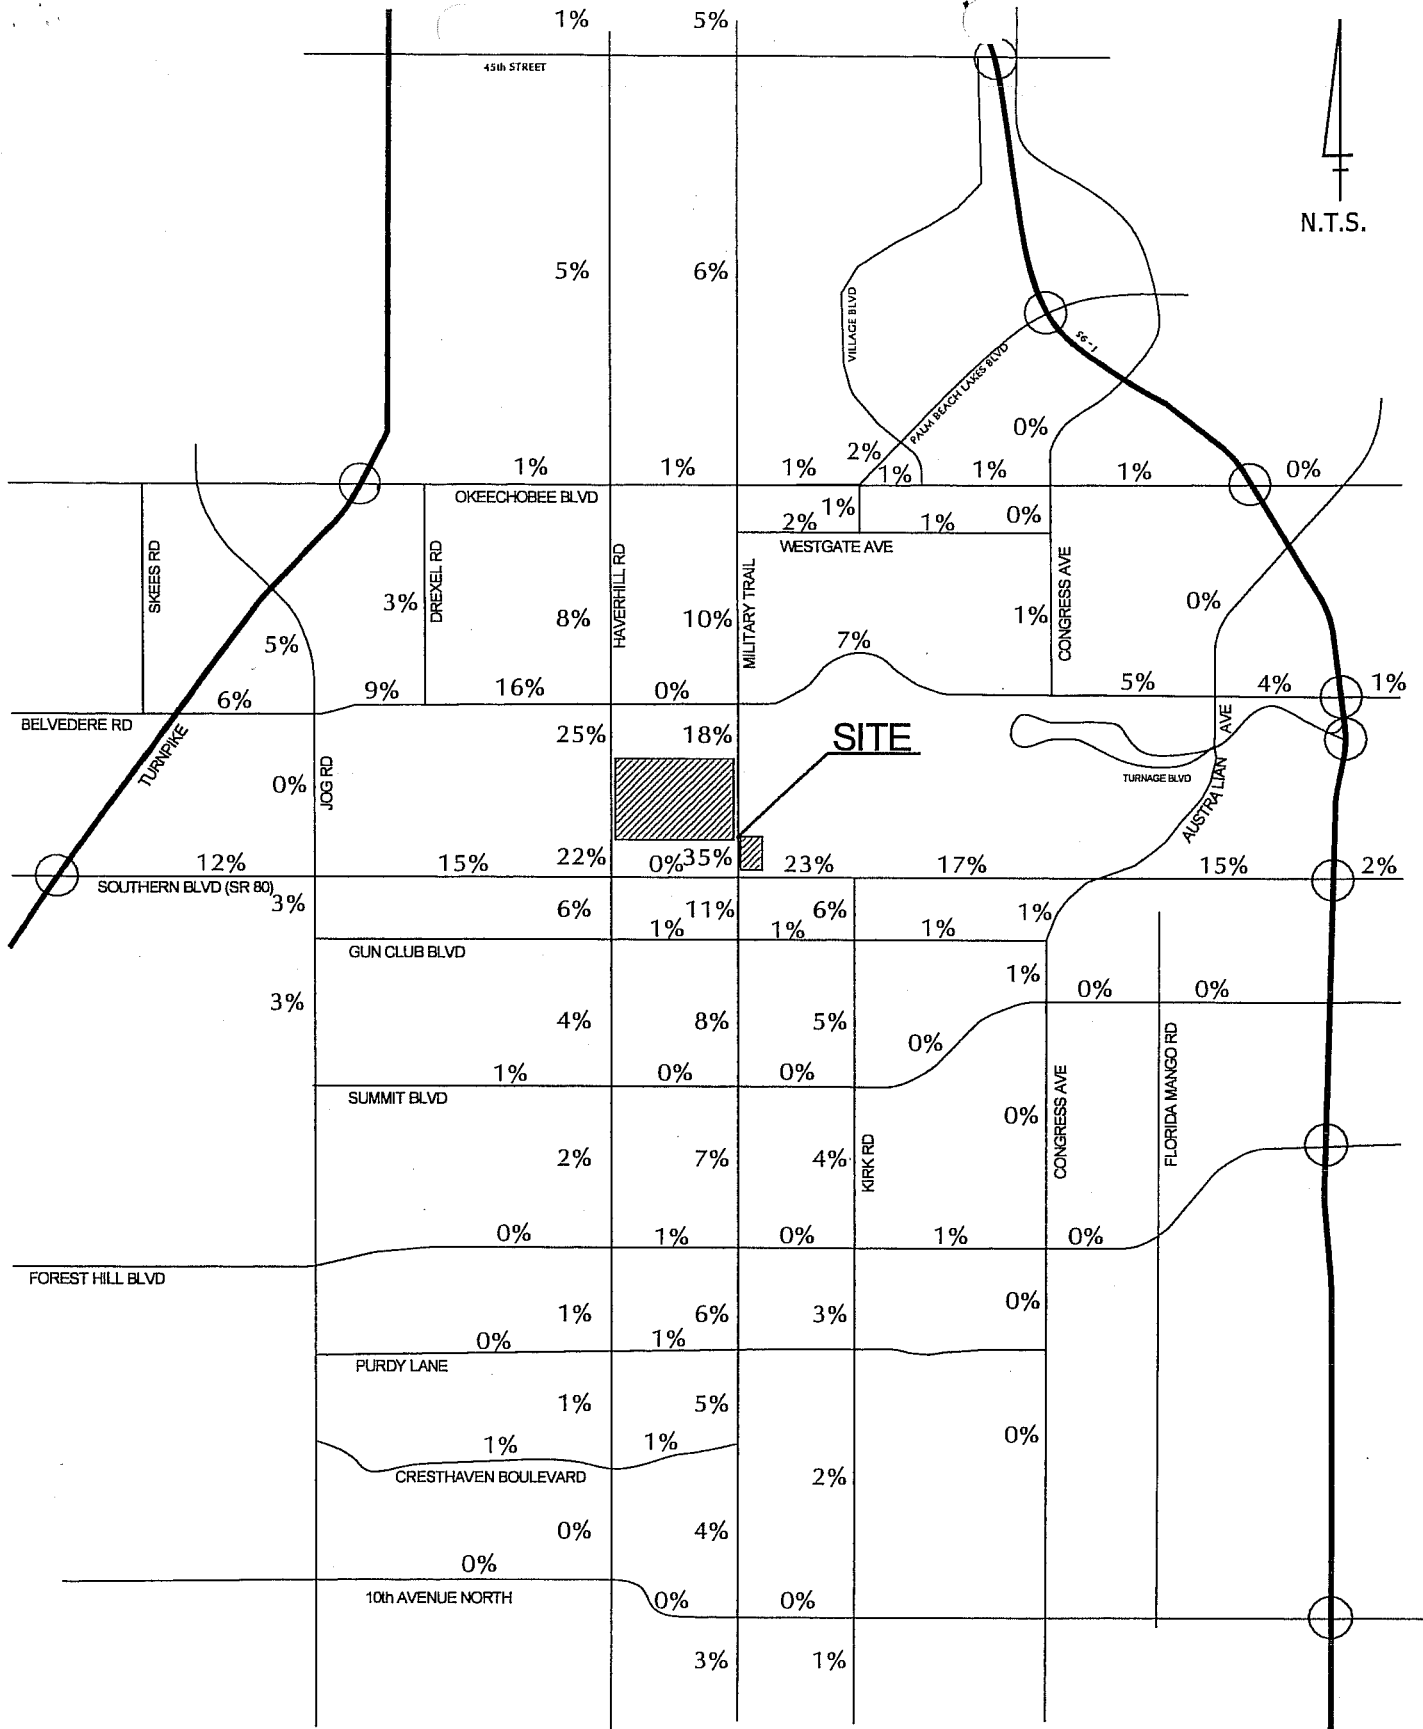 1% 5%
45th STREET
N.T.S.
5% 6%
VILLAGE BLVD
PALM BEACH LAKES BLVD
I-95
0%
2%
1% 1% 1% 1% 1% 1% 0%
OKEECHOBEE BLVD
1%
2% 1% 0%
WESTGATE AVE
SKEES RD
DREXEL RD
HAVERHILL RD
MILITARY TRAIL
CONGRESS AVE
3% 8% 10% 1% 0%
5% 7%
6% 9% 16% 0% 5% 4% 1%
BELVEDERE RD
TURNPIKE
25% 18% SITE
AVE
0%
JOG RD
TURNAGE BLVD
AUSTRALIAN
12% 15% 22% 0% 35% 23% 17% 15% 2%
SOUTHERN BLVD (SR 80)
3% 6% 11% 6% 1%
1% 1% 1%
GUN CLUB BLVD
3% 1%
0% 0%
4% 8% 5%
0%
1% 0% 0%
SUMMIT BLVD
FLORIDA MANGO RD
CONGRESS AVE
KIRK RD
0%
2% 7% 4%
0% 1% 0% 1% 0%
FOREST HILL BLVD
1% 6% 3% 0%
0% 1%
PURDY LANE
1% 5%
1% 1% 0%
CRESTHAVEN BOULEVARD
2%
0% 4%
0%
10th AVENUE NORTH
0% 0%
3% 1%